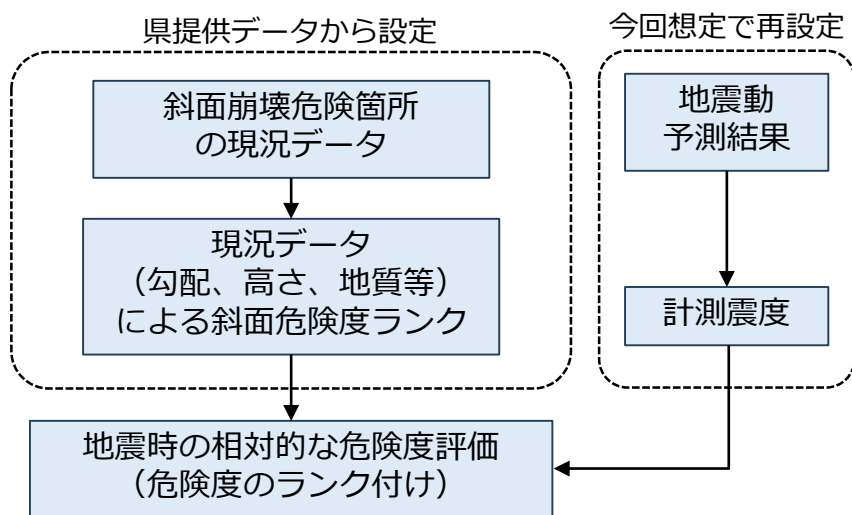 県提供データから設定
斜面崩壊危険箇所
の現況データ
現況データ
（勾配、高さ、地質等）
による斜面危険度ランク
今回想定で再設定
地震動
予測結果
計測震度
地震時の相対的な危険度評価
（危険度のランク付け）